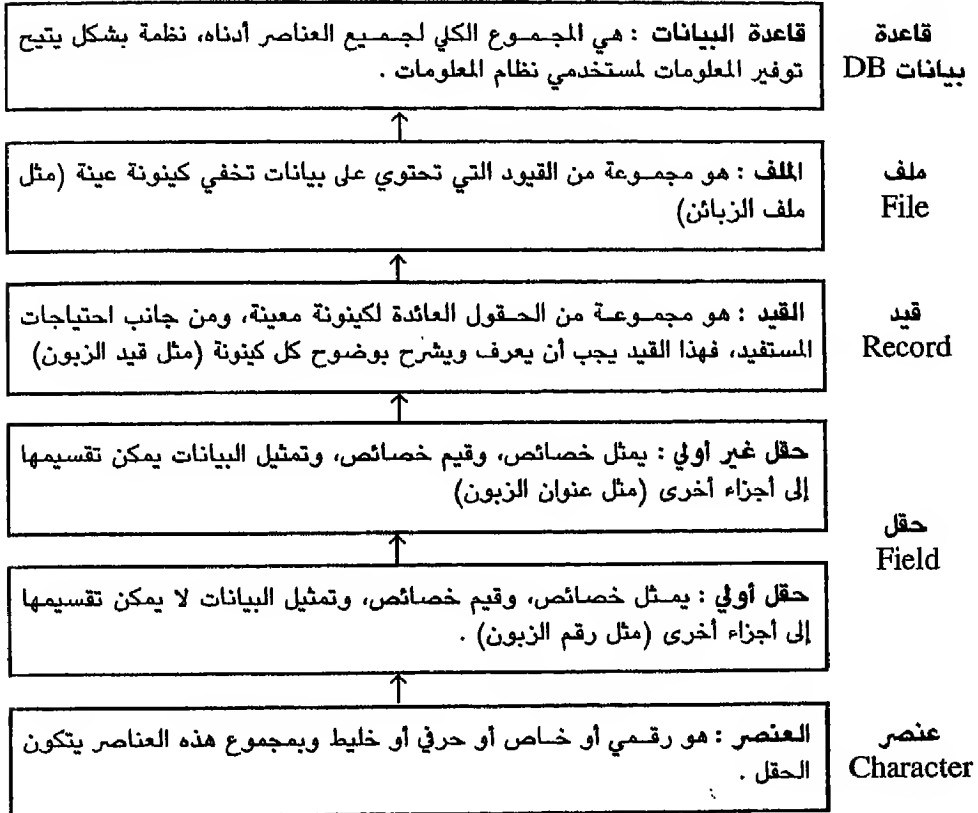 قاعدة البيانات : هي المجموع الكلي لجميع العناصر أدناه، نظمة بشكل يتيح
توفير المعلومات لمستخدمي نظام المعلومات .
قاعدة
بيانات DB
الملف : هو مجموعة من القيود التي تحتوي على بيانات تخفي كينونة عينة (مثل
ملف الزبائن)
ملف
File
القيد : هو مجموعة من الحقول العائدة لكينونة معينة، ومن جانب احتياجات
المستفيد، فهذا القيد يجب أن يعرف ويشرح بوضوح كل كينونة (مثل قيد الزبون)
قيد
Record
حقل غير أولي : يمثل خصائص، وقيم خصائص، وتمثيل البيانات يمكن تقسيمها
إلى أجزاء أخرى (مثل عنوان الزبون)
حقل
Field
حقل أولي : يمثل خصائص، وقيم خصائص، وتمثيل البيانات لا يمكن تقسيمها
إلى أجزاء أخرى (مثل رقم الزبون) .
العنصر : هو رقمي أو خاص أو حرفي أو خليط وبمجموع هذه العناصر يتكون
الحقل .
عنصر
Character